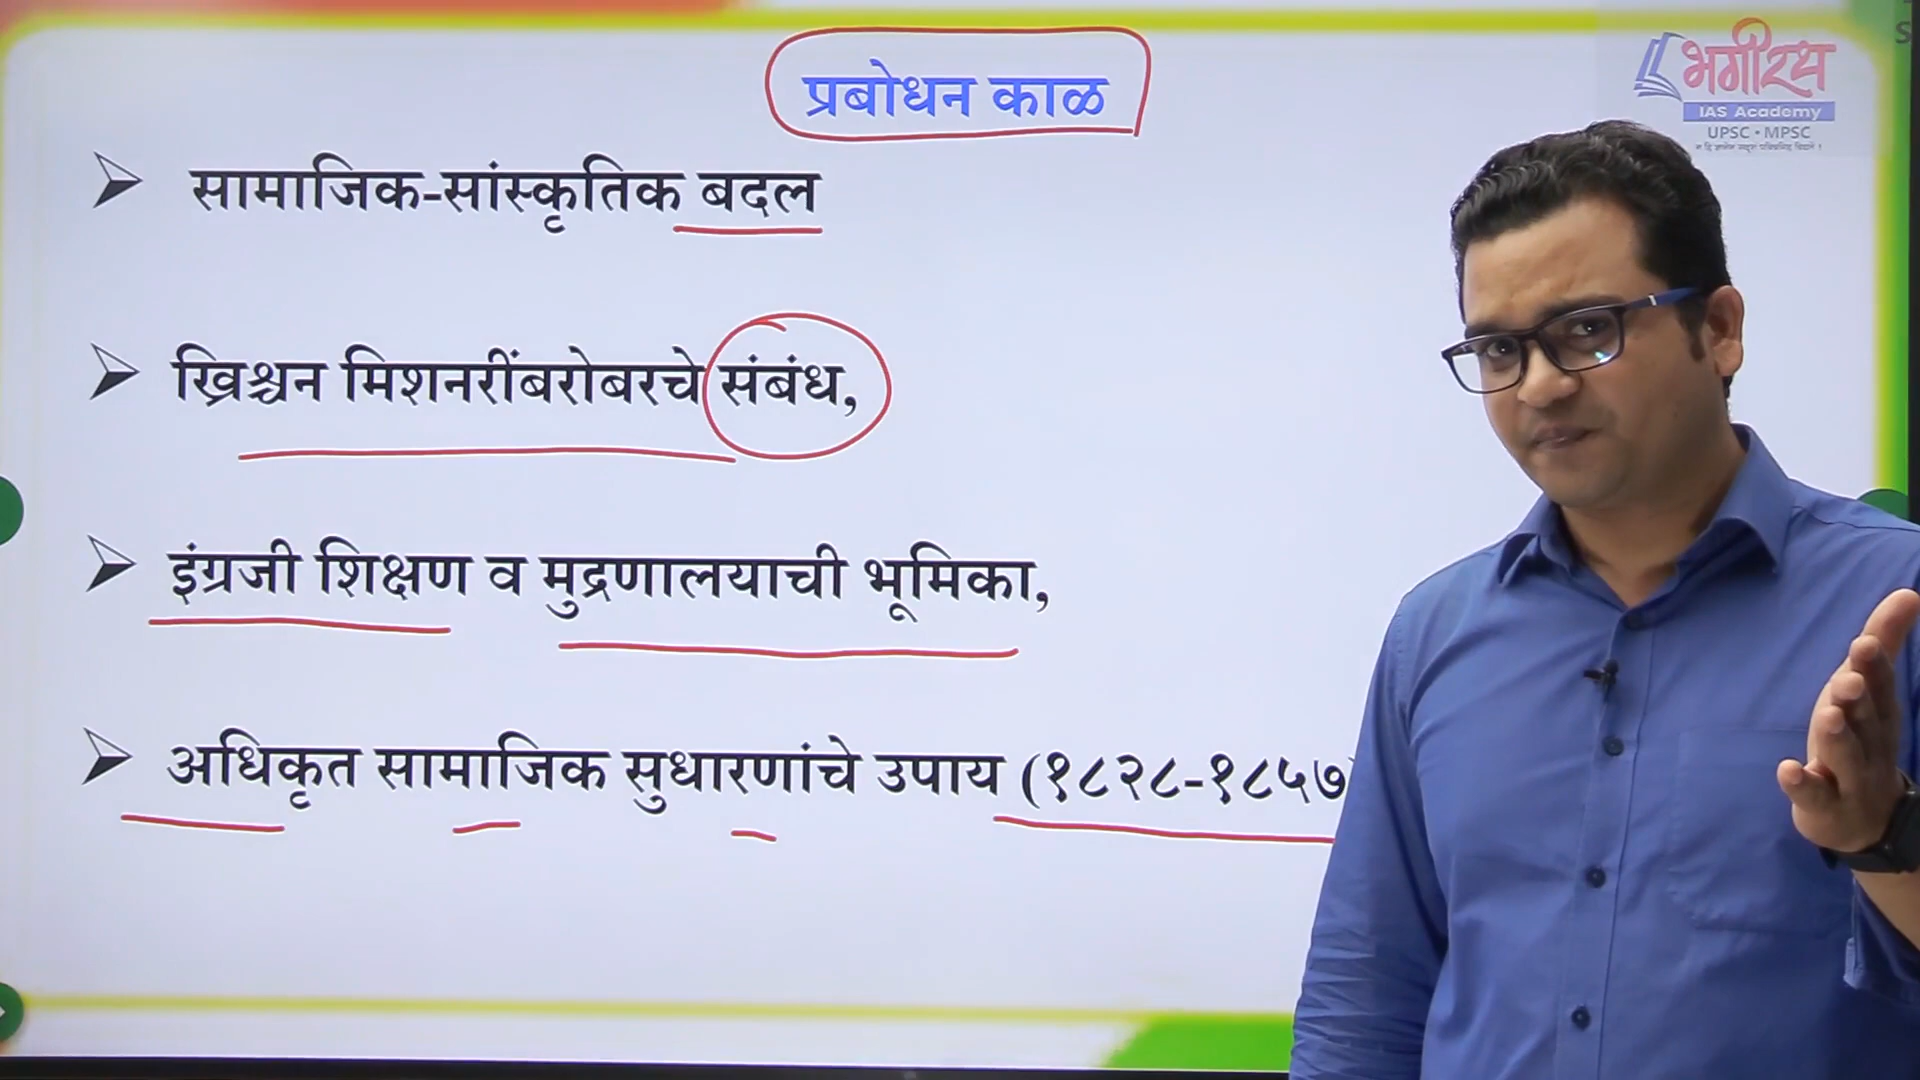 प्रबोधन काळ
भगीरथ
IAS Academy
UPSC • MPSC
सामाजिक-सांस्कृतिक बदल
ख्रिश्चन मिशनरींबरोबरचे संबंध,
इंग्रजी शिक्षण व मुद्रणालयाची भूमिका,
अधिकृत सामाजिक सुधारणांचे उपाय (१८२८-१८५७)